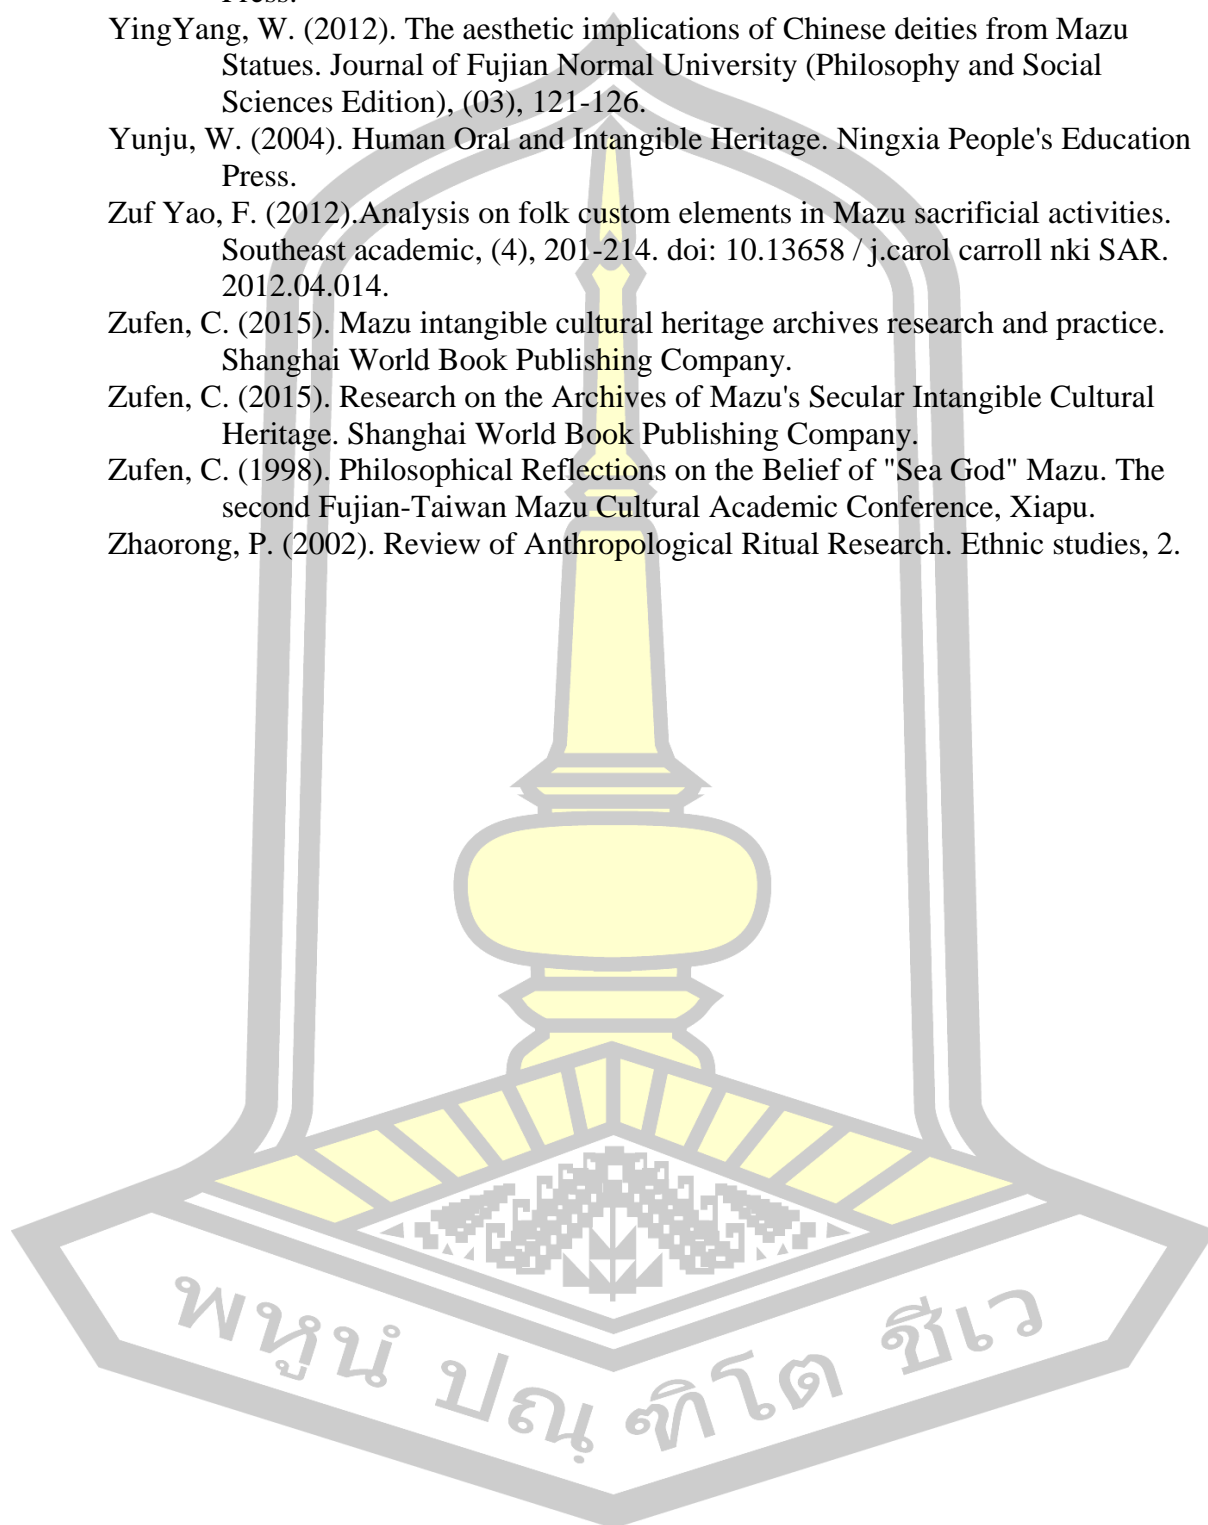 Press.
YingYang, W. (2012). The aesthetic implications of Chinese deities from Mazu
Statues. Journal of Fujian Normal University (Philosophy and Social
Sciences Edition), (03), 121-126.
Yunju, W. (2004). Human Oral and Intangible Heritage. Ningxia People's Education
Press.
Zuf Yao, F. (2012).Analysis on folk custom elements in Mazu sacrificial activities.
Southeast academic, (4), 201-214. doi: 10.13658 / j.carol carroll nki SAR.
2012.04.014.
Zufen, C. (2015). Mazu intangible cultural heritage archives research and practice.
Shanghai World Book Publishing Company.
Zufen, C. (2015). Research on the Archives of Mazu's Secular Intangible Cultural
Heritage. Shanghai World Book Publishing Company.
Zufen, C. (1998). Philosophical Reflections on the Belief of "Sea God" Mazu. The
second Fujian-Taiwan Mazu Cultural Academic Conference, Xiapu.
Zhaorong, P. (2002). Review of Anthropological Ritual Research. Ethnic studies, 2.
พหูนํ ปณฺฑิโต ชีเว